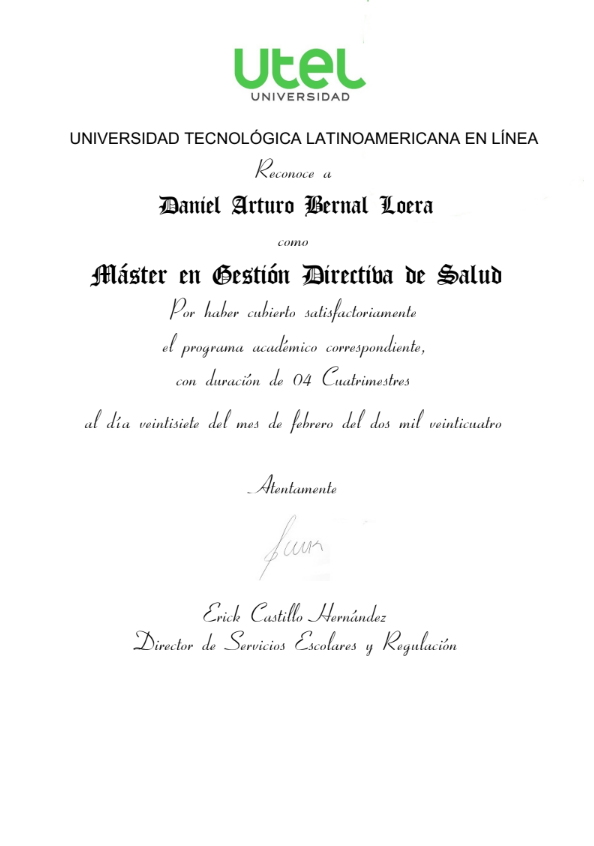 utel
UNIVERSIDAD
UNIVERSIDAD TECNOLÓGICA LATINOAMERICANA EN LÍNEA
Reconoce a
Daniel Arturo Bernal Loera
como
Máster en Gestión Directiva de Salud
Por haber cubierto satisfactoriamente
el programa académico correspondiente,
con duración de 04 Cuatrimestres
al día veintisiete del mes de febrero del dos mil veinticuatro
Atentamente
Erick Castillo Hernández
Director de Servicios Escolares y Regulación